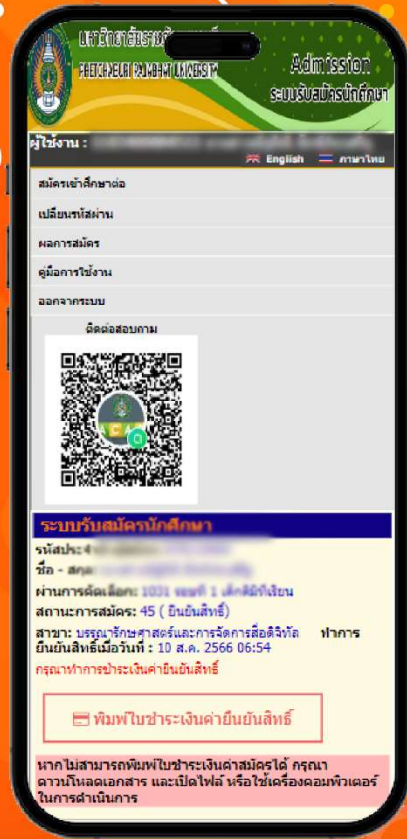 มหาวิทยาลัยราชภัฏ
PHETCHABURI RAJABHAT UNIVERSITY
Admission
ระบบรับสมัครนักศึกษา
ผู้ใช้งาน :
English ภาษาไทย
สมัครเข้าศึกษาต่อ
เปลี่ยนรหัสผ่าน
ผลการสมัคร
คู่มือการใช้งาน
ออกจากระบบ
ติดต่อสอบถาม
ACAR
ระบบรับสมัครนักศึกษา
รหัสประจำ
ชื่อ - สกุล
ผ่านการคัดเลือก: 1031 รอบที่ 1
สถานะการสมัคร: 45 ( ยืนยันสิทธิ์)
สาขา: บรรณารักษศาสตร์และการจัดการสื่อดิจิทัล ทำการ
ยืนยันสิทธิ์เมื่อวันที่ : 10 ส.ค. 2566 06:54
กรุณาทำการชำระเงินค่ายืนยันสิทธิ์
พิมพ์ใบชำระเงินค่ายืนยันสิทธิ์
หากไม่สามารถพิมพ์ใบชำระเงินค่าสมัครได้ กรุณา
ดาวน์โหลดเอกสาร และเปิดไฟล์ หรือใช้เครื่องคอมพิวเตอร์
ในการดำเนินการ